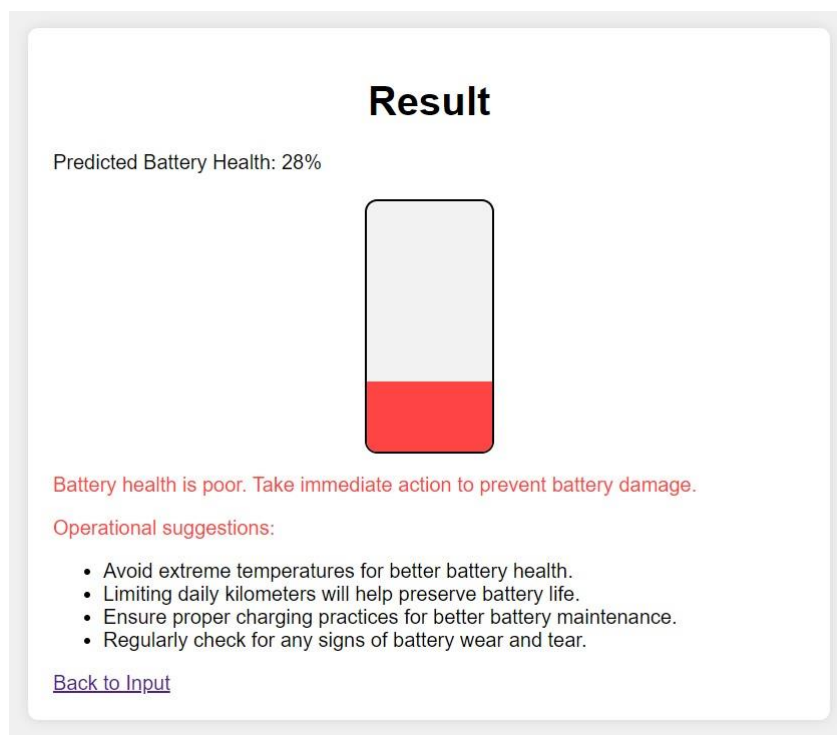 Result
Predicted Battery Health: 28%
Battery health is poor. Take immediate action to prevent battery damage.
Operational suggestions:
• Avoid extreme temperatures for better battery health.
• Limiting daily kilometers will help preserve battery life.
• Ensure proper charging practices for better battery maintenance.
• Regularly check for any signs of battery wear and tear.
Back to Input